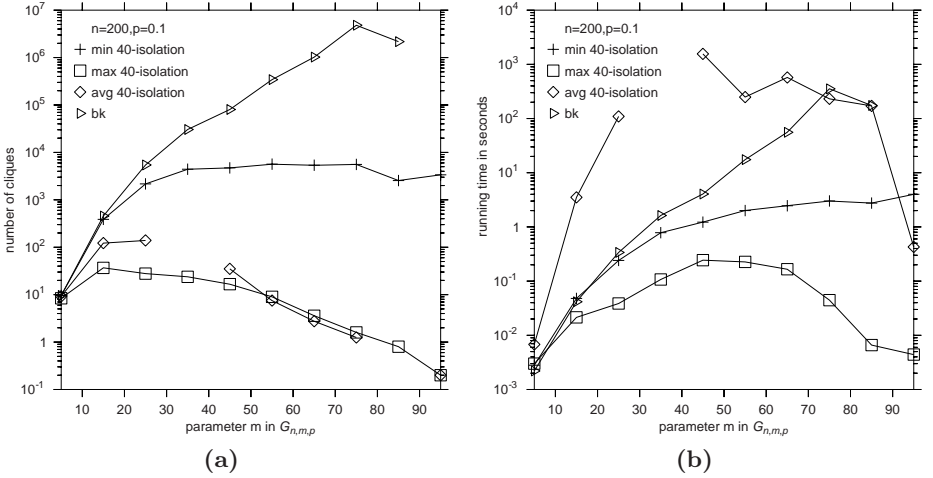 number of cliques
10^7
10^6
10^5
10^4
10^3
10^2
10^1
1
10^-1
n=200,p=0.1
min 40-isolation
max 40-isolation
avg 40-isolation
bk
10 20 30 40 50 60 70 80 90
parameter m in G_{n,m,p}
(a)
running time in seconds
10^4
10^3
10^2
10^1
1
10^-1
10^-2
10^-3
n=200,p=0.1
min 40-isolation
max 40-isolation
avg 40-isolation
bk
10 20 30 40 50 60 70 80 90
parameter m in G_{n,m,p}
(b)